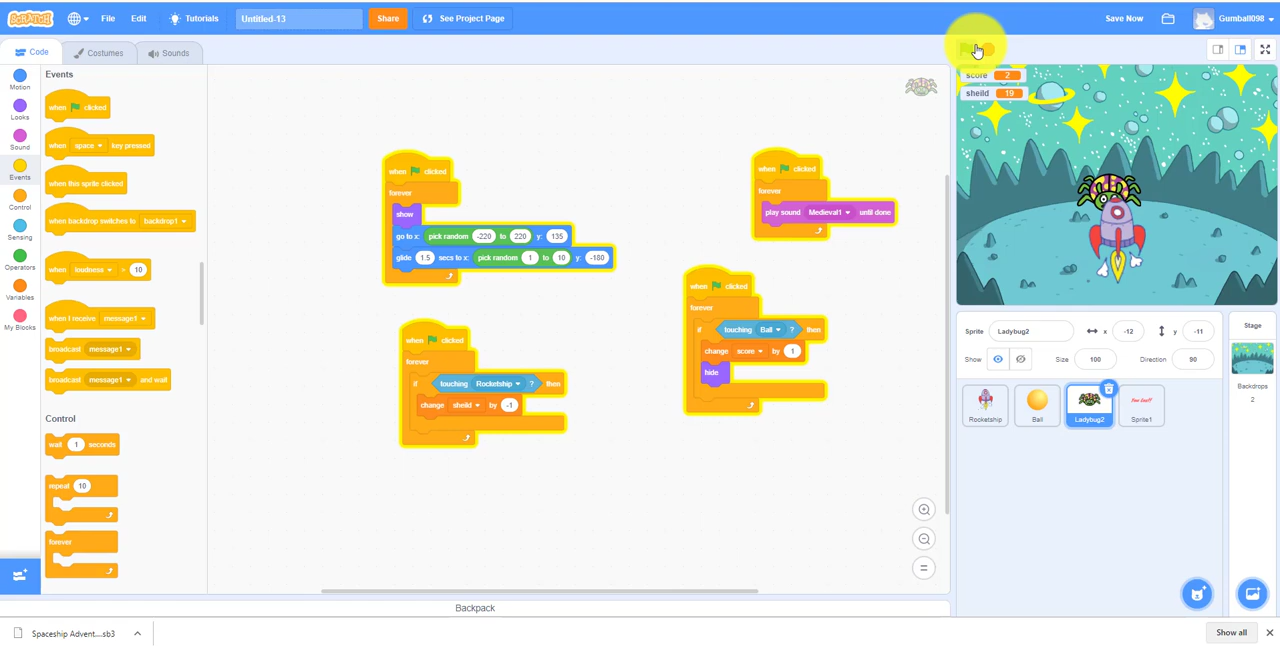 SCRATCH File Edit Tutorials Untitled-13 Share See Project Page Save Now Gumball098
Code Costumes Sounds
Motion
Looks
Sound
Events
Control
Sensing
Operators
Variables
My Blocks
Events
when clicked
when space key pressed
when this sprite clicked
when backdrop switches to backdrop1
when loudness > 10
when I receive message1
broadcast message1
broadcast message1 and wait
Control
wait 1 seconds
repeat 10
forever
when clicked
forever
show
go to x: pick random -220 to 220 y: 135
glide 1.5 secs to x: pick random 1 to 10 y: -180
when clicked
forever
if touching Rocketship ? then
change sheild by -1
when clicked
forever
play sound Medieval1 until done
when clicked
forever
if touching Ball ? then
change score by 1
hide
score 2
sheild 19
Sprite Ladybug2 x -12 y -11
Show Size 100 Direction 90
Rocketship Ball Ladybug2 Sprite1
Stage
Backdrops
2
Backpack
Spaceship Advent....sb3 Show all